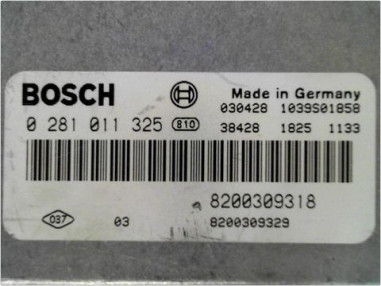 BOSCH Made in Germany
030428 1039S01858
0 281 011 325 810 38428 1825 1133
8200309318
037 03 8200309329